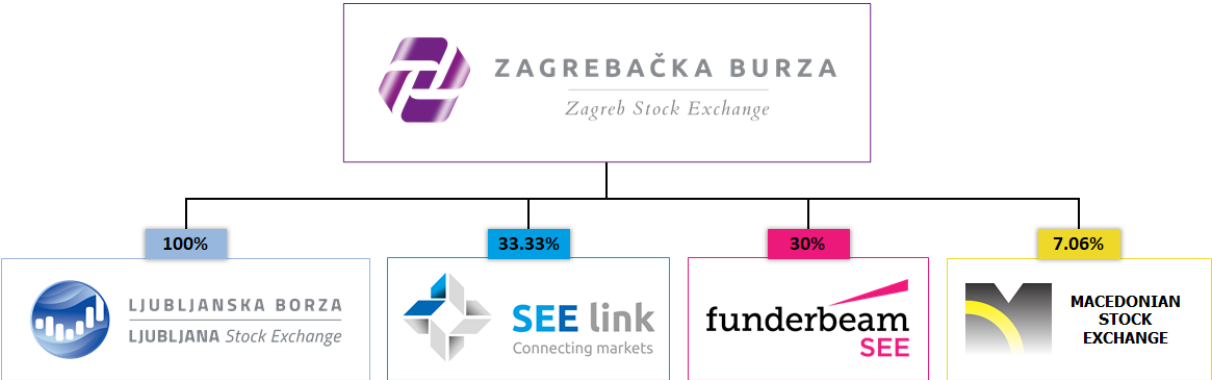 ZAGREBAČKA BURZA
Zagreb Stock Exchange
100%
33.33%
30%
7.06%
LJUBLJANSKA BORZA
LJUBLJANA Stock Exchange
SEE link
Connecting markets
funderbeam
SEE
MACEDONIAN
STOCK
EXCHANGE